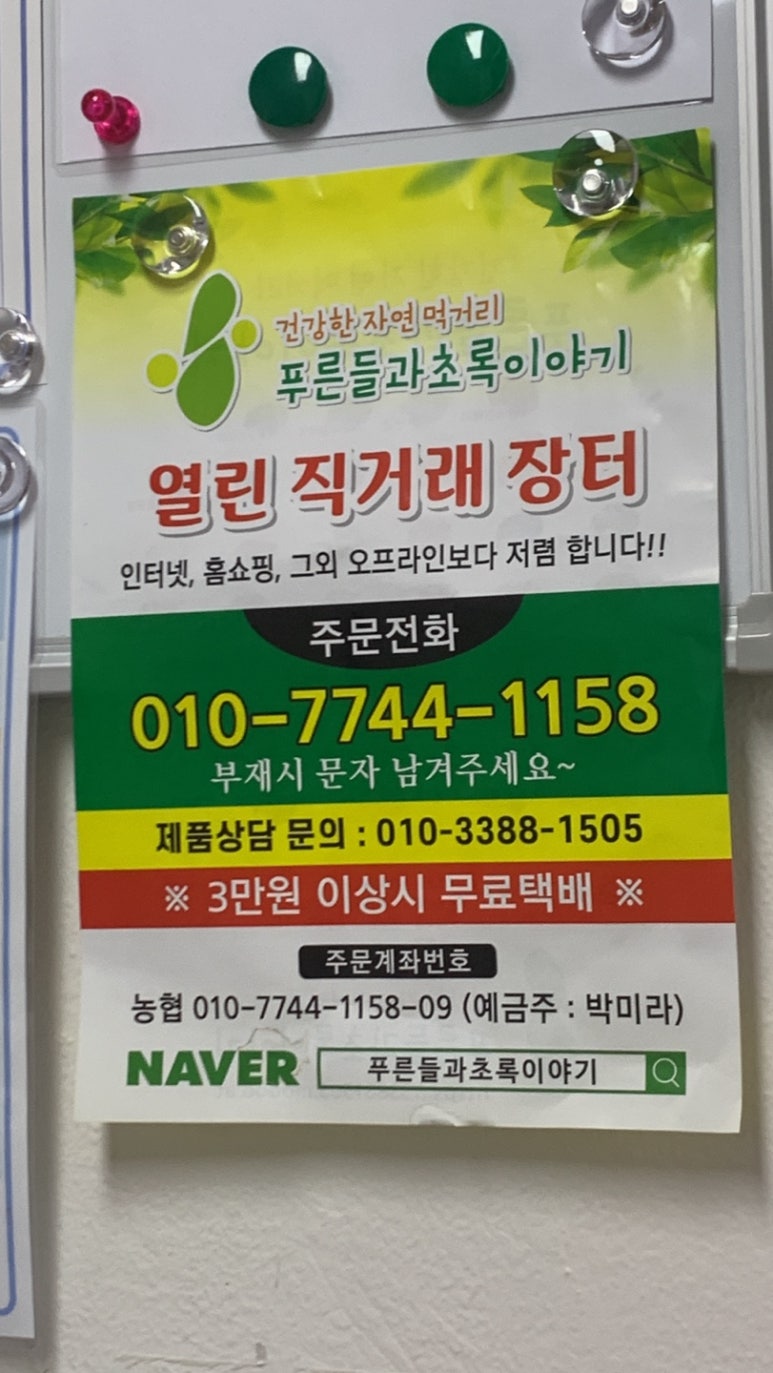 건강한 자연 먹거리
푸른들과초록이야기
열린 직거래 장터
인터넷, 홈쇼핑, 그외 오프라인보다 저렴 합니다!!
주문전화
010-7744-1158
부재시 문자 남겨주세요~
제품상담 문의 : 010-3388-1505
※ 3만원 이상시 무료택배 ※
주문계좌번호
농협 010-7744-1158-09 (예금주 : 박미라)
NAVER 푸른들과초록이야기